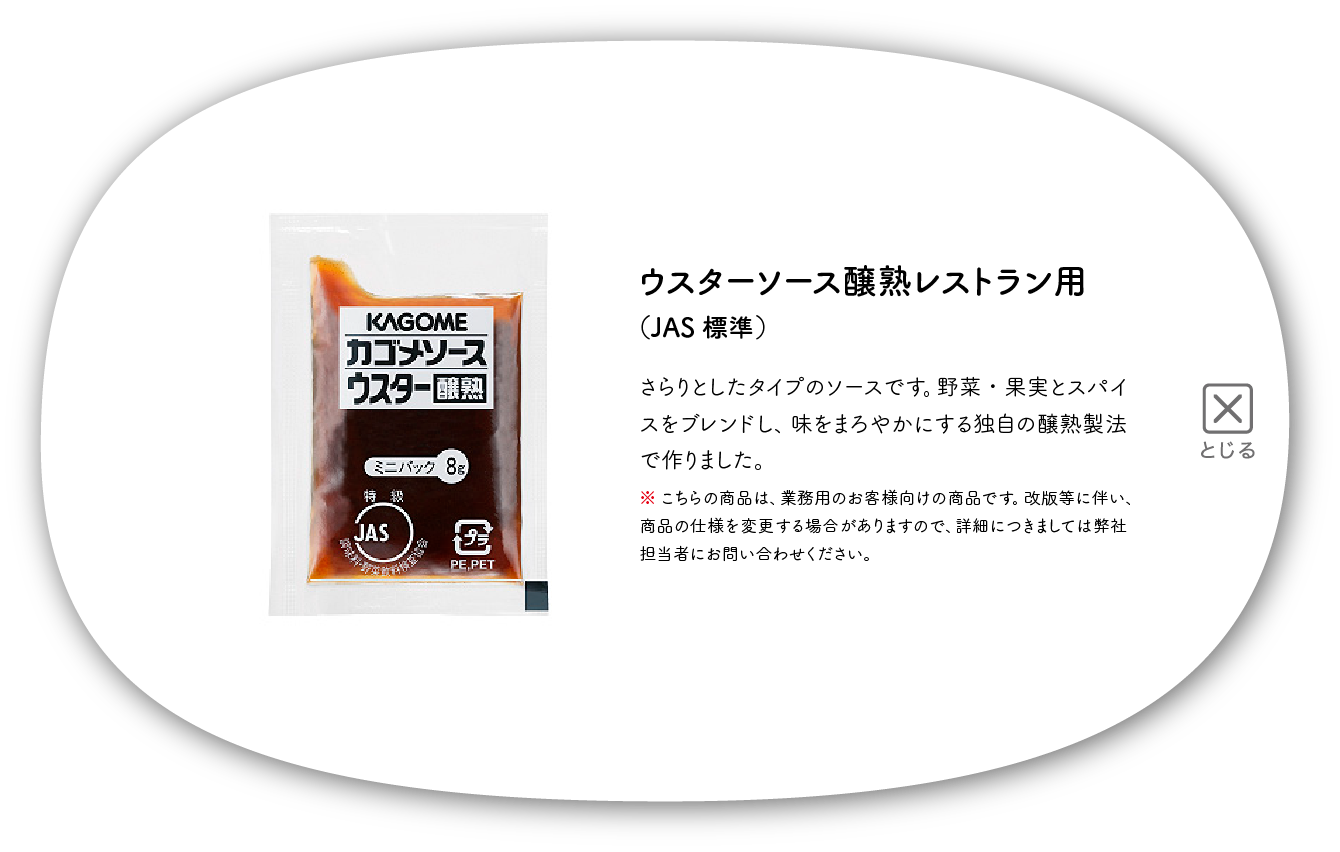 KAGOME
カゴメソース
ウスター醸熟
ミニパック 8g
特級
JAS
プラ
PE,PET
ウスターソース醸熟レストラン用
（JAS 標準）
さらりとしたタイプのソースです。野菜・果実とスパイ
スをブレンドし、味をまろやかにする独自の醸熟製法
で作りました。
※ こちらの商品は、業務用のお客様向けの商品です。改版等に伴い、
商品の仕様を変更する場合がありますので、詳細につきましては弊社
担当者にお問い合わせください。
とじる